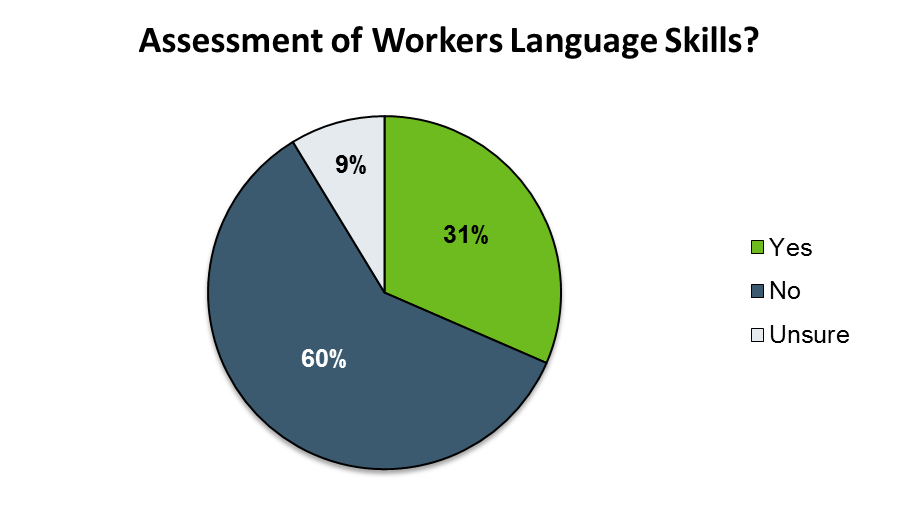 Assessment of Workers Language Skills?
9%
31%
60%
Yes
No
Unsure